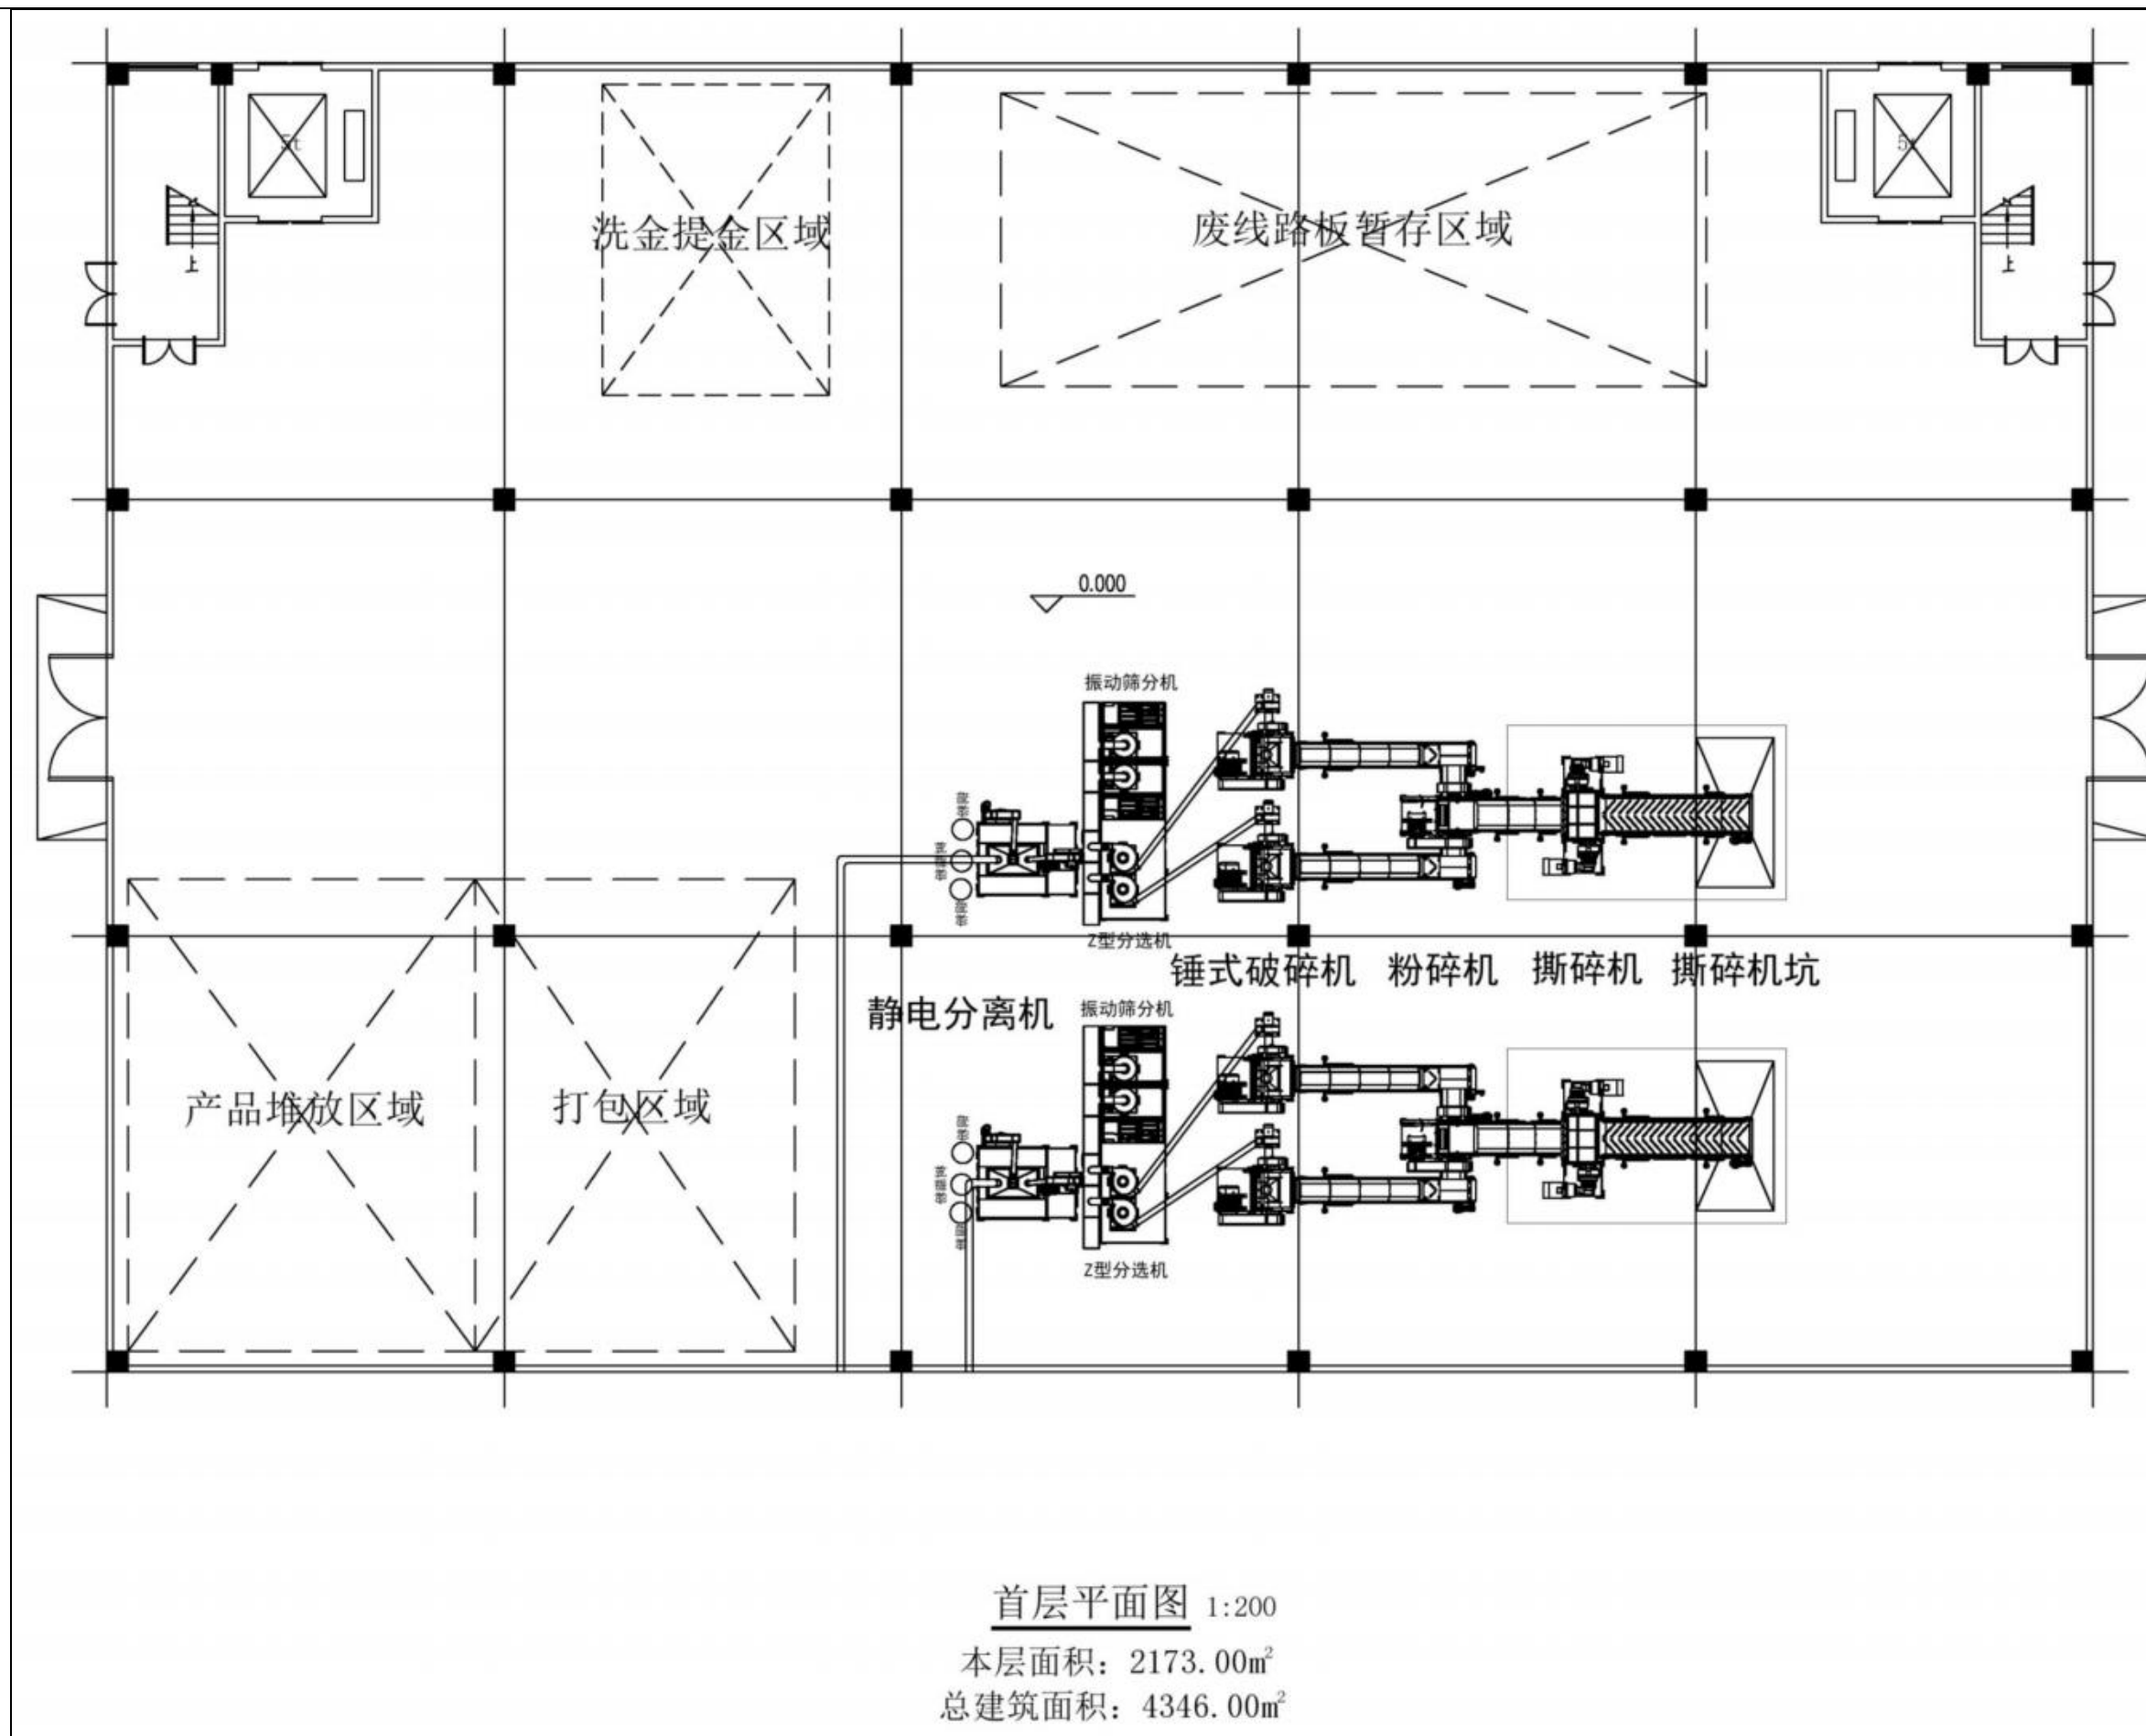 5t
5t
洗金提金区域
废线路板暂存区域
上
上
0.000
振动筛分机
Z型分选机
锤式破碎机
粉碎机
撕碎机
撕碎机坑
静电分离机
振动筛分机
产品堆放区域
打包区域
Z型分选机
首层平面图 1:200
本层面积：2173.00m²
总建筑面积：4346.00m²